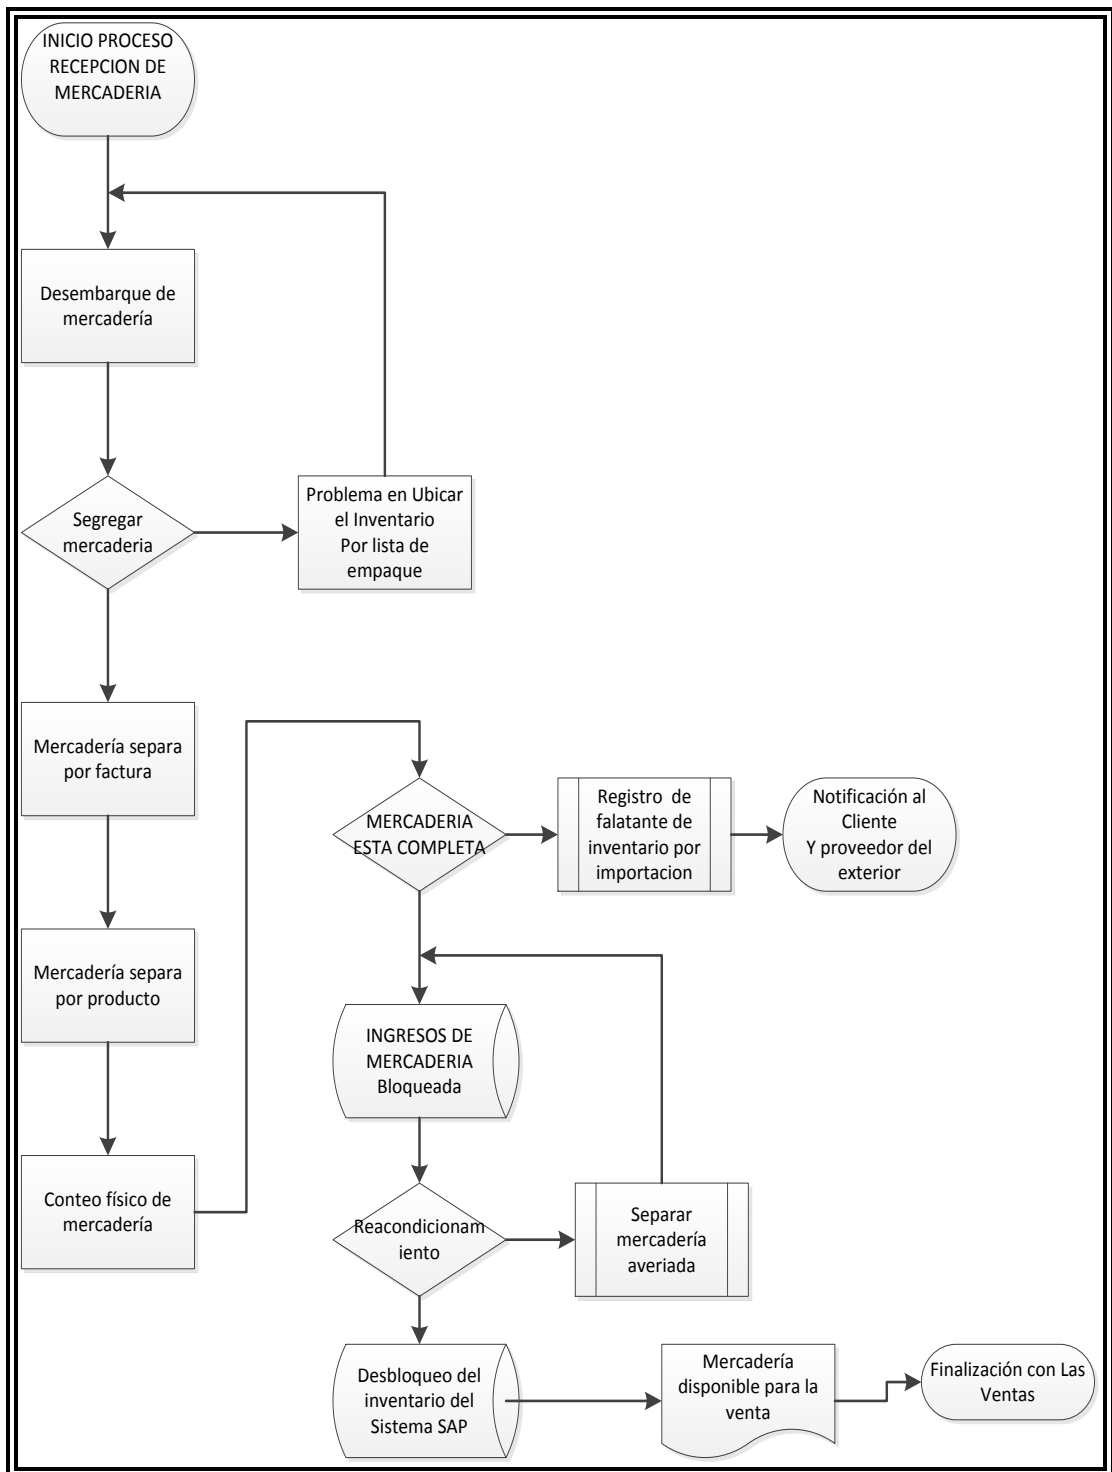 INICIO PROCESO
RECEPCION DE
MERCADERIA
Desembarque de
mercadería
Segregar
mercaderia
Problema en Ubicar
el Inventario
Por lista de
empaque
Mercadería separa
por factura
Mercadería separa
por producto
Conteo físico de
mercadería
MERCADERIA
ESTA COMPLETA
Registro de
falatante de
inventario por
importacion
Notificación al
Cliente
Y proveedor del
exterior
INGRESOS DE
MERCADERIA
Bloqueada
Reacondicionam
iento
Separar
mercadería
averiada
Desbloqueo del
inventario del
Sistema SAP
Mercadería
disponible para la
venta
Finalización con Las
Ventas